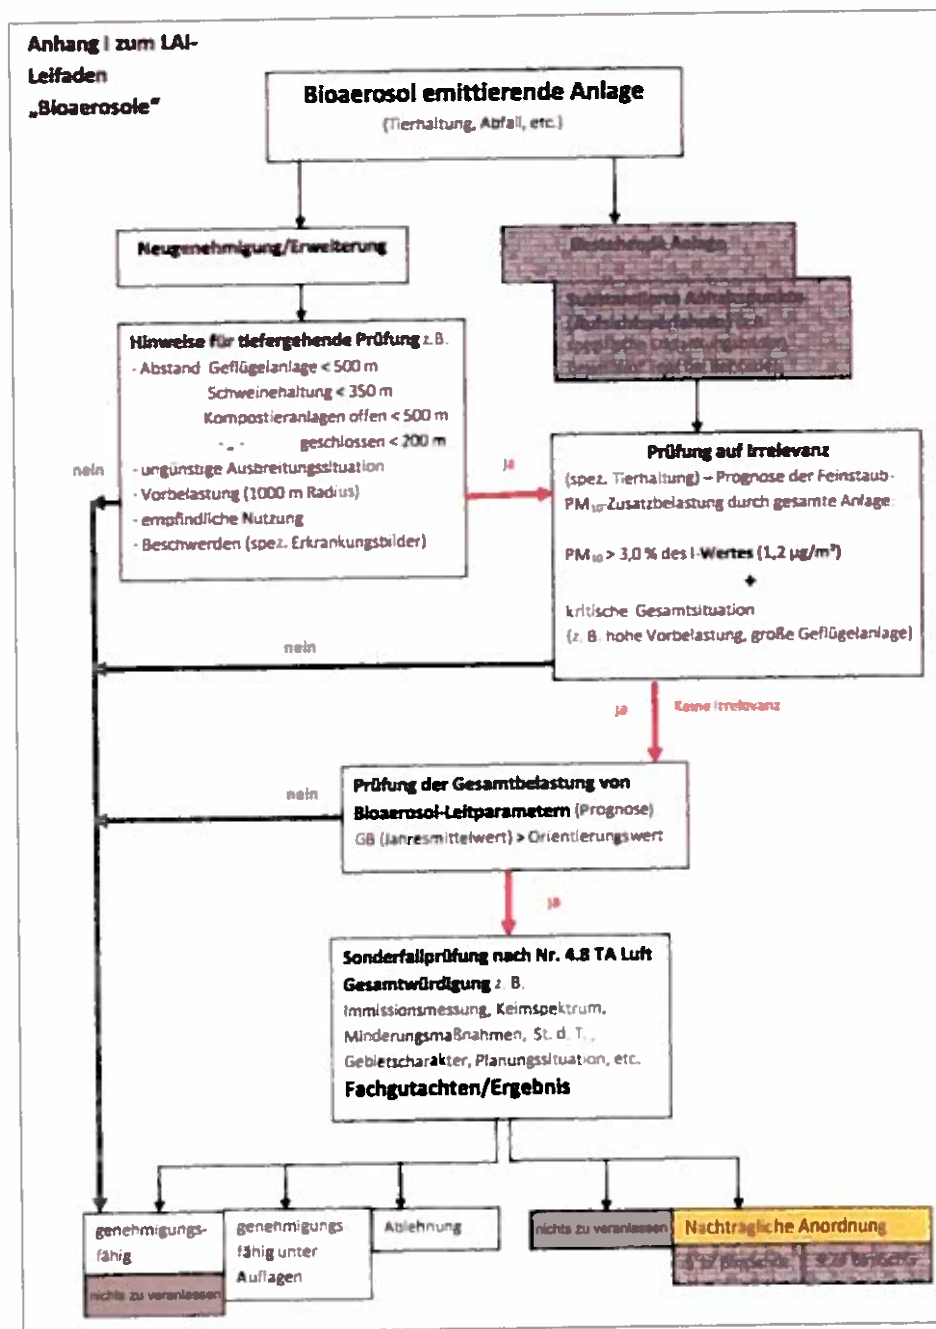 Anhang I zum LAI-
Leifaden
„Bioaerosole“
Bioaerosol emittierende Anlage
(Tierhaltung, Abfall, etc.)
Neugenehmigung/Erweiterung
Bestehende Anlage
Hinweise für tiefergehende Prüfung z.B.
- Abstand Geflügelanlage < 500 m
Schweinehaltung < 350 m
Kompostieranlagen offen < 500 m
-„- geschlossen < 200 m
- ungünstige Ausbreitungssituation
- Vorbelastung (1000 m Radius)
- empfindliche Nutzung
- Beschwerden (spez. Erkrankungsbilder)
nein
ja
Prüfung auf Irrelevanz
(spez. Tierhaltung) – Prognose der Feinstaub-
PM₁₀-Zusatzbelastung durch gesamte Anlage
PM₁₀ > 3,0 % des I-Wertes (1,2 µg/m³)
+
kritische Gesamtsituation
(z. B. hohe Vorbelastung, große Geflügelanlage)
nein
ja Keine Irrelevanz
Prüfung der Gesamtbelastung von
Bioaerosol-Leitparametern (Prognose)
GB (Jahresmittelwert) > Orientierungswert
nein
ja
Sonderfallprüfung nach Nr. 4.8 TA Luft
Gesamtwürdigung z. B.
Immissionsmessung, Keimspektrum,
Minderungsmaßnahmen, St. d. T.,
Gebietscharakter, Planungssituation, etc.
Fachgutachten/Ergebnis
genehmigungs-
fähig
nichts zu veranlassen
genehmigungs
fähig unter
Auflagen
Ablehnung
nichts zu veranlassen
Nachträgliche Anordnung